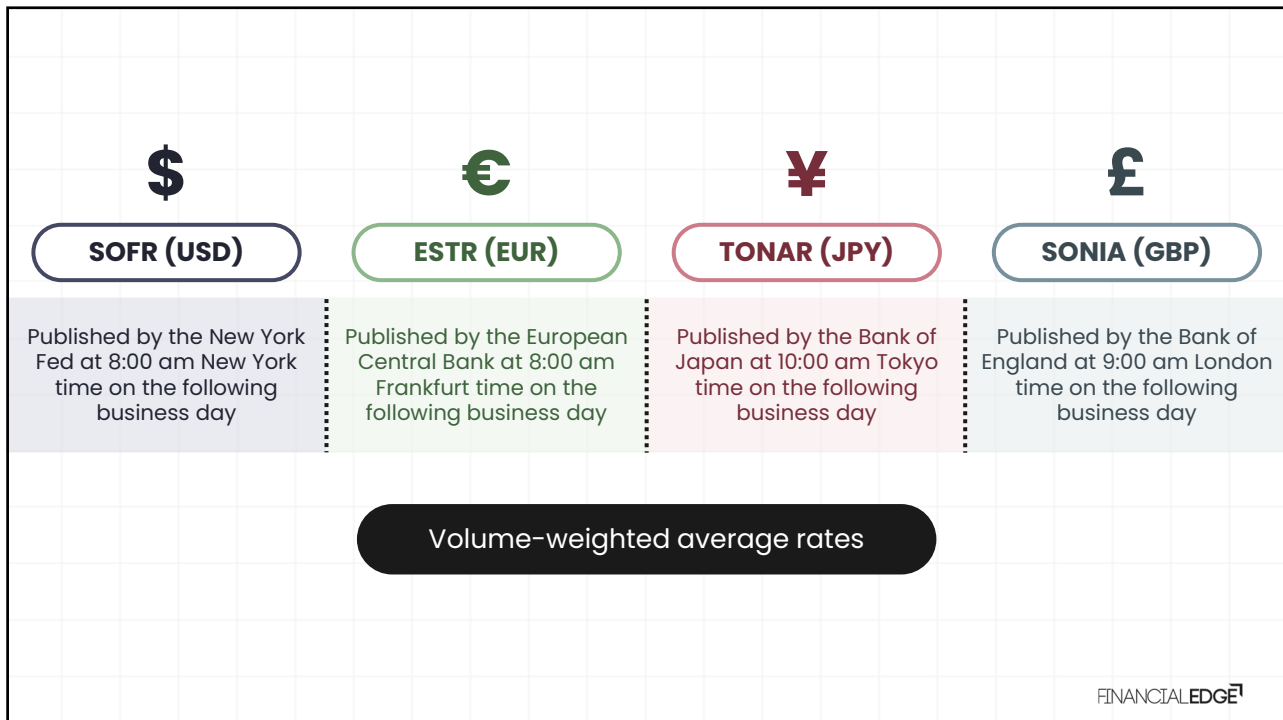 $
€
¥
£
SOFR (USD)
ESTR (EUR)
TONAR (JPY)
SONIA (GBP)
Published by the New York
Fed at 8:00 am New York
time on the following
business day
Published by the European
Central Bank at 8:00 am
Frankfurt time on the
following business day
Published by the Bank of
Japan at 10:00 am Tokyo
time on the following
business day
Published by the Bank of
England at 9:00 am London
time on the following
business day
Volume-weighted average rates
FINANCIALEDGE